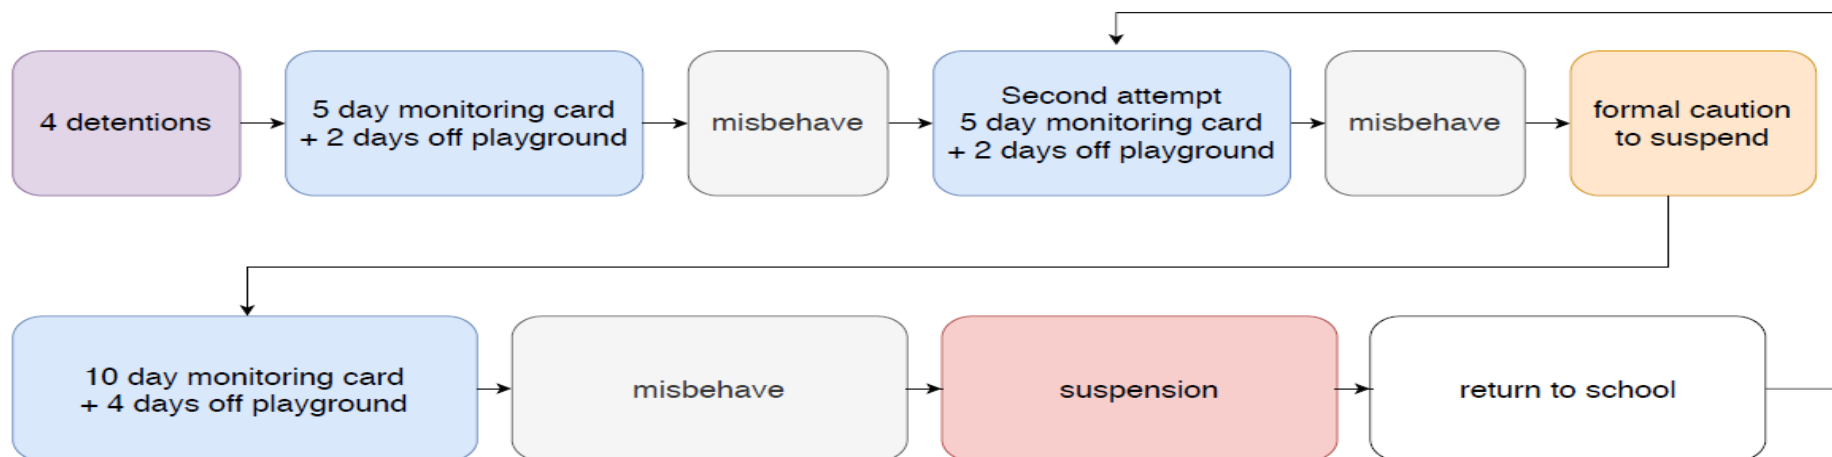 4 detentions
5 day monitoring card
+ 2 days off playground
misbehave
Second attempt
5 day monitoring card
+ 2 days off playground
misbehave
formal caution
to suspend
10 day monitoring card
+ 4 days off playground
misbehave
suspension
return to school